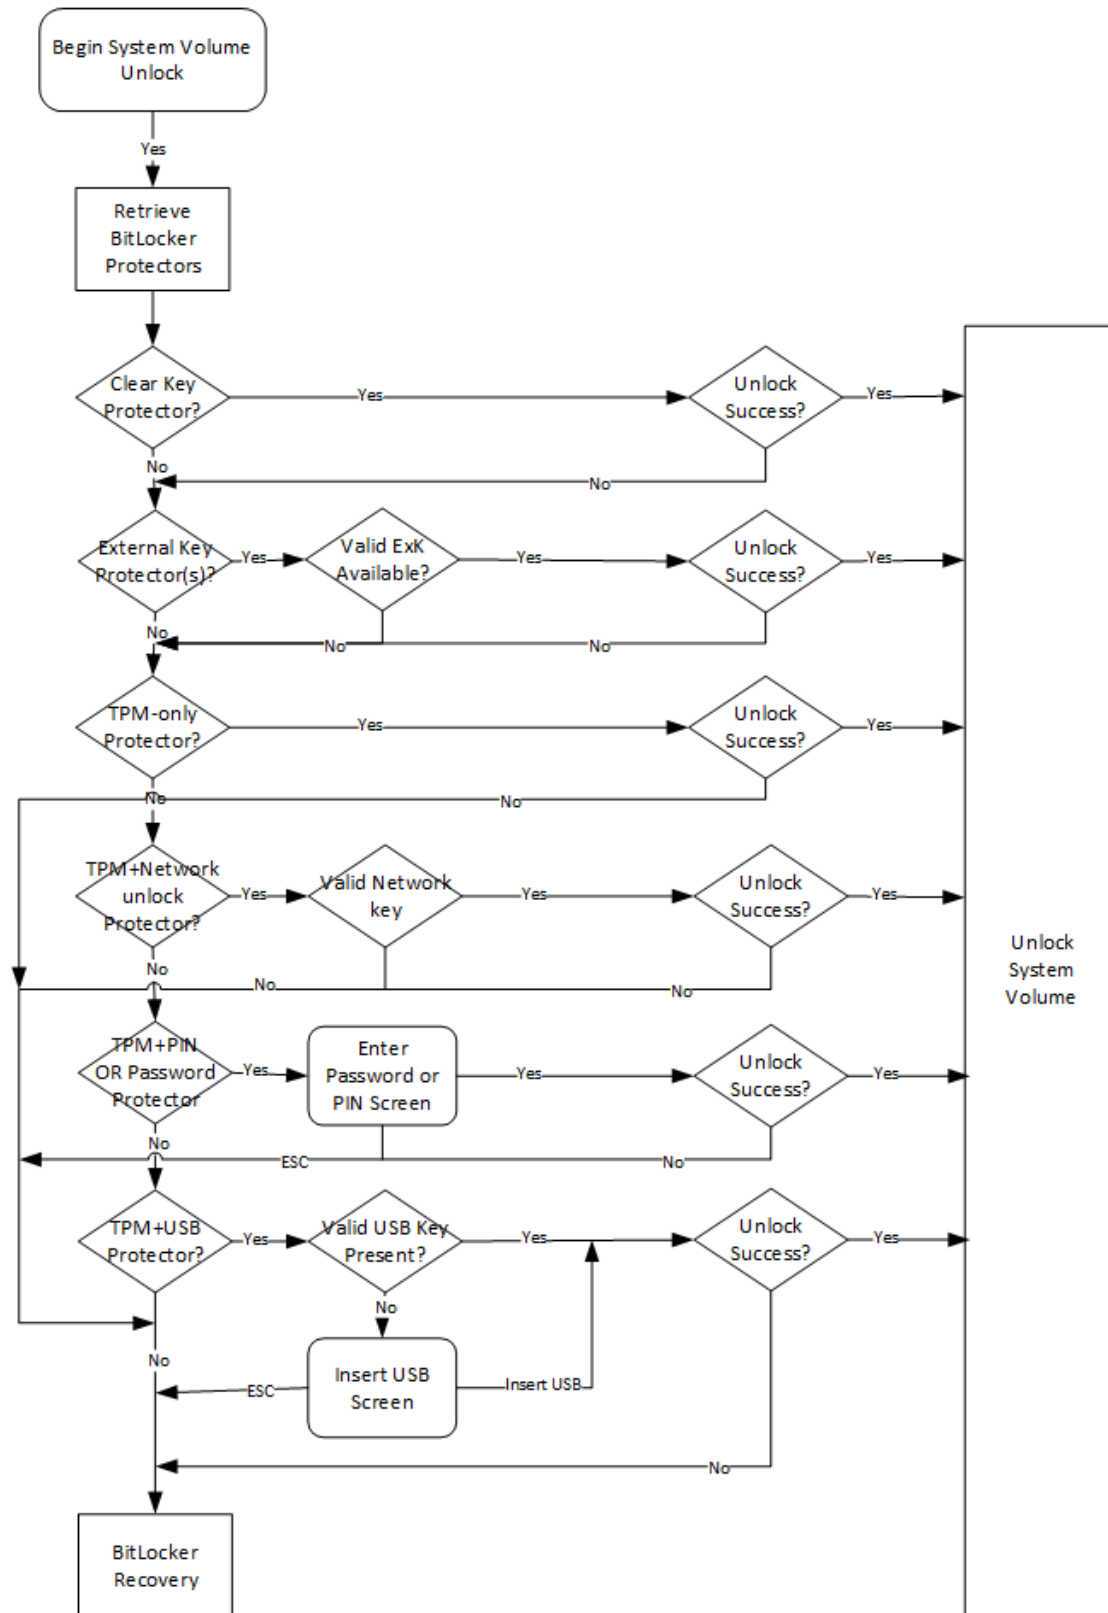 Begin System Volume
Unlock
Yes
Retrieve
BitLocker
Protectors
Clear Key
Protector?
Yes
Unlock
Success?
Yes
No
No
External Key
Protector(s)?
Yes
Valid ExK
Available?
Yes
Unlock
Success?
Yes
No
No
No
TPM-only
Protector?
Yes
Unlock
Success?
Yes
No
No
TPM+Network
unlock
Protector?
Yes
Valid Network
key
Yes
Unlock
Success?
Yes
Unlock
System
Volume
No
No
No
TPM+PIN
OR Password
Protector
Yes
Enter
Password or
PIN Screen
Yes
Unlock
Success?
Yes
No
ESC
No
TPM+USB
Protector?
Yes
Valid USB Key
Present?
Yes
Unlock
Success?
Yes
No
No
Insert USB
Screen
ESC
Insert USB
No
BitLocker
Recovery